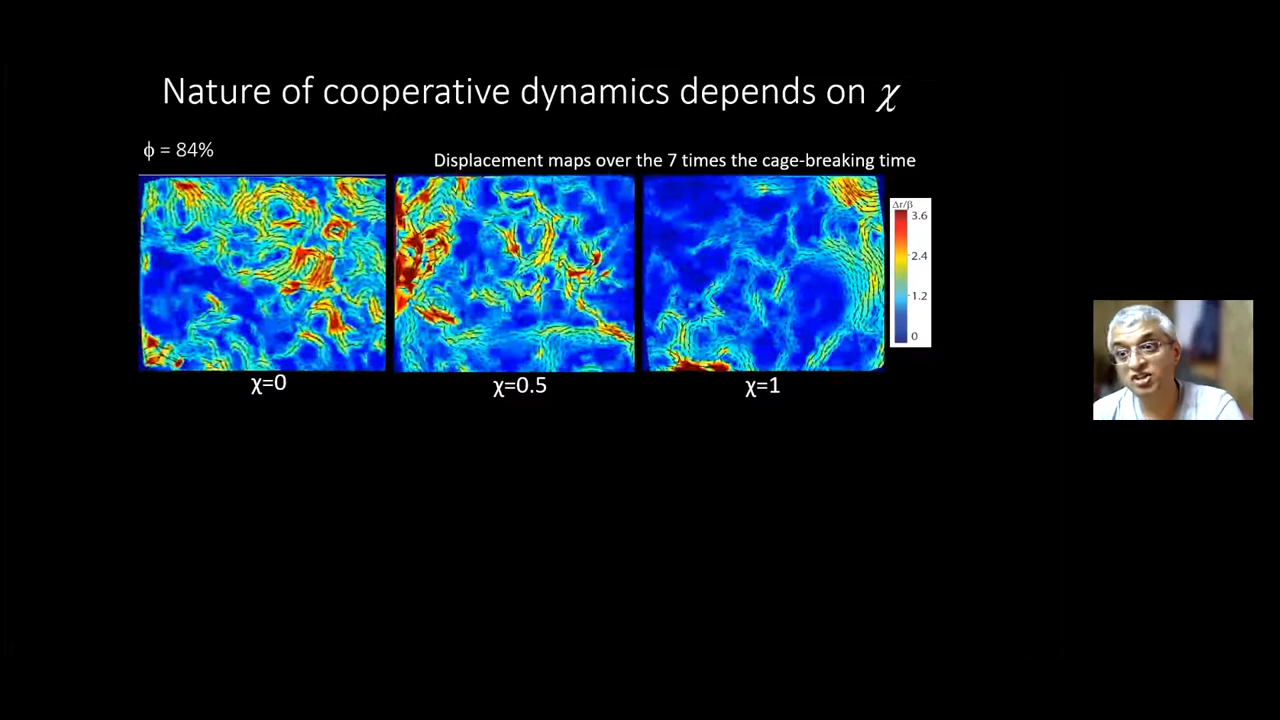 Nature of cooperative dynamics depends on χ
ϕ = 84%
Displacement maps over the 7 times the cage-breaking time
Δr/β
3.6
2.4
1.2
0
χ=0
χ=0.5
χ=1